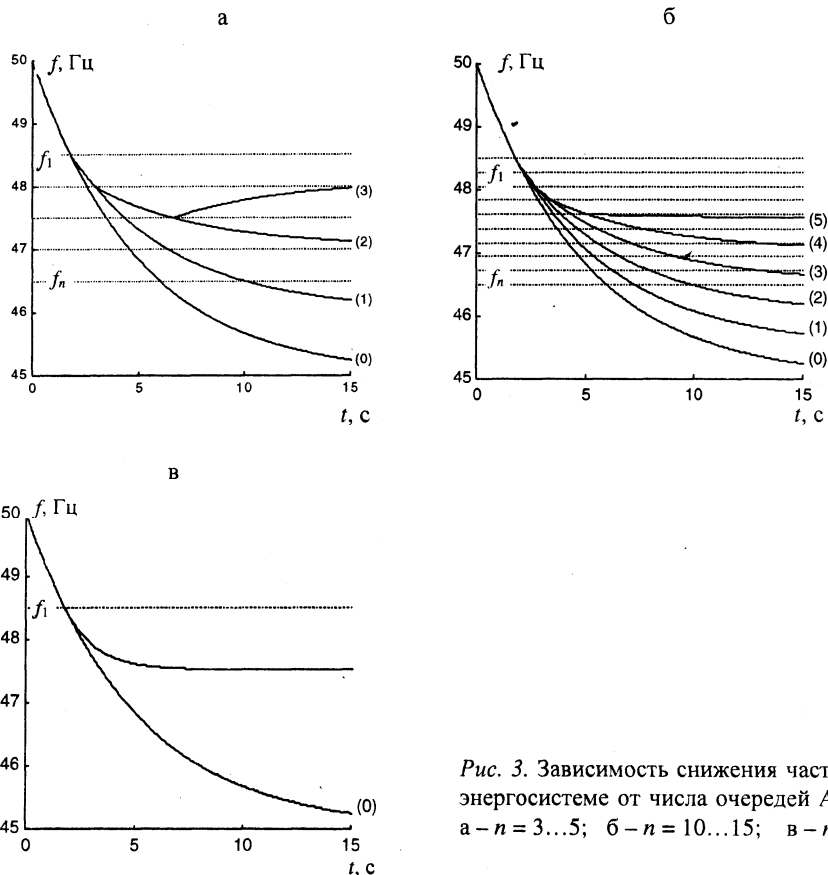 а
f, Гц
50
49
48
47
46
45
f₁
fₙ
(3)
(2)
(1)
(0)
0 5 10 15
t, с
б
f, Гц
50
49
48
47
46
45
f₁
fₙ
(5)
(4)
(3)
(2)
(1)
(0)
0 5 10 15
t, с
в
f, Гц
50
49
48
47
46
45
f₁
(0)
0 5 10 15
t, с
Рис. 3. Зависимость снижения част
энергосистеме от числа очередей А
а – n = 3...5; б – n = 10...15; в – n